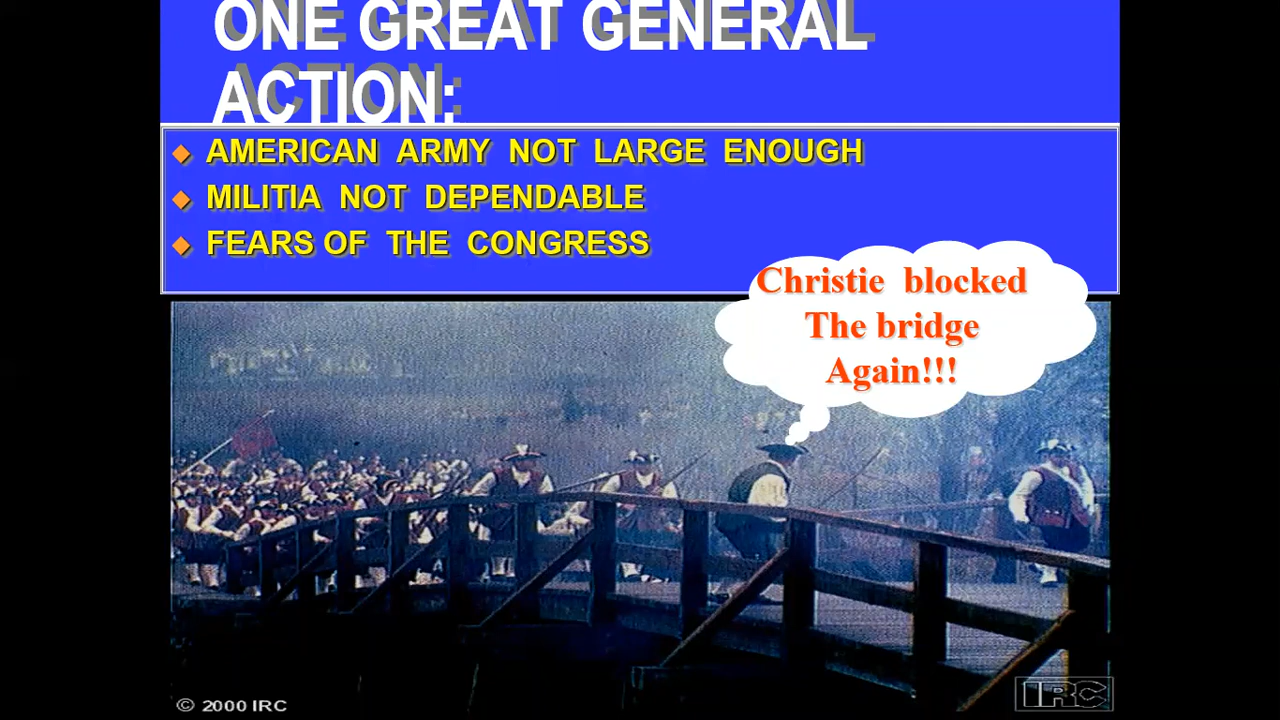 ONE GREAT GENERAL
ACTION:
AMERICAN ARMY NOT LARGE ENOUGH
MILITIA NOT DEPENDABLE
FEARS OF THE CONGRESS
Christie blocked
The bridge
Again!!!
© 2000 IRC
IRC